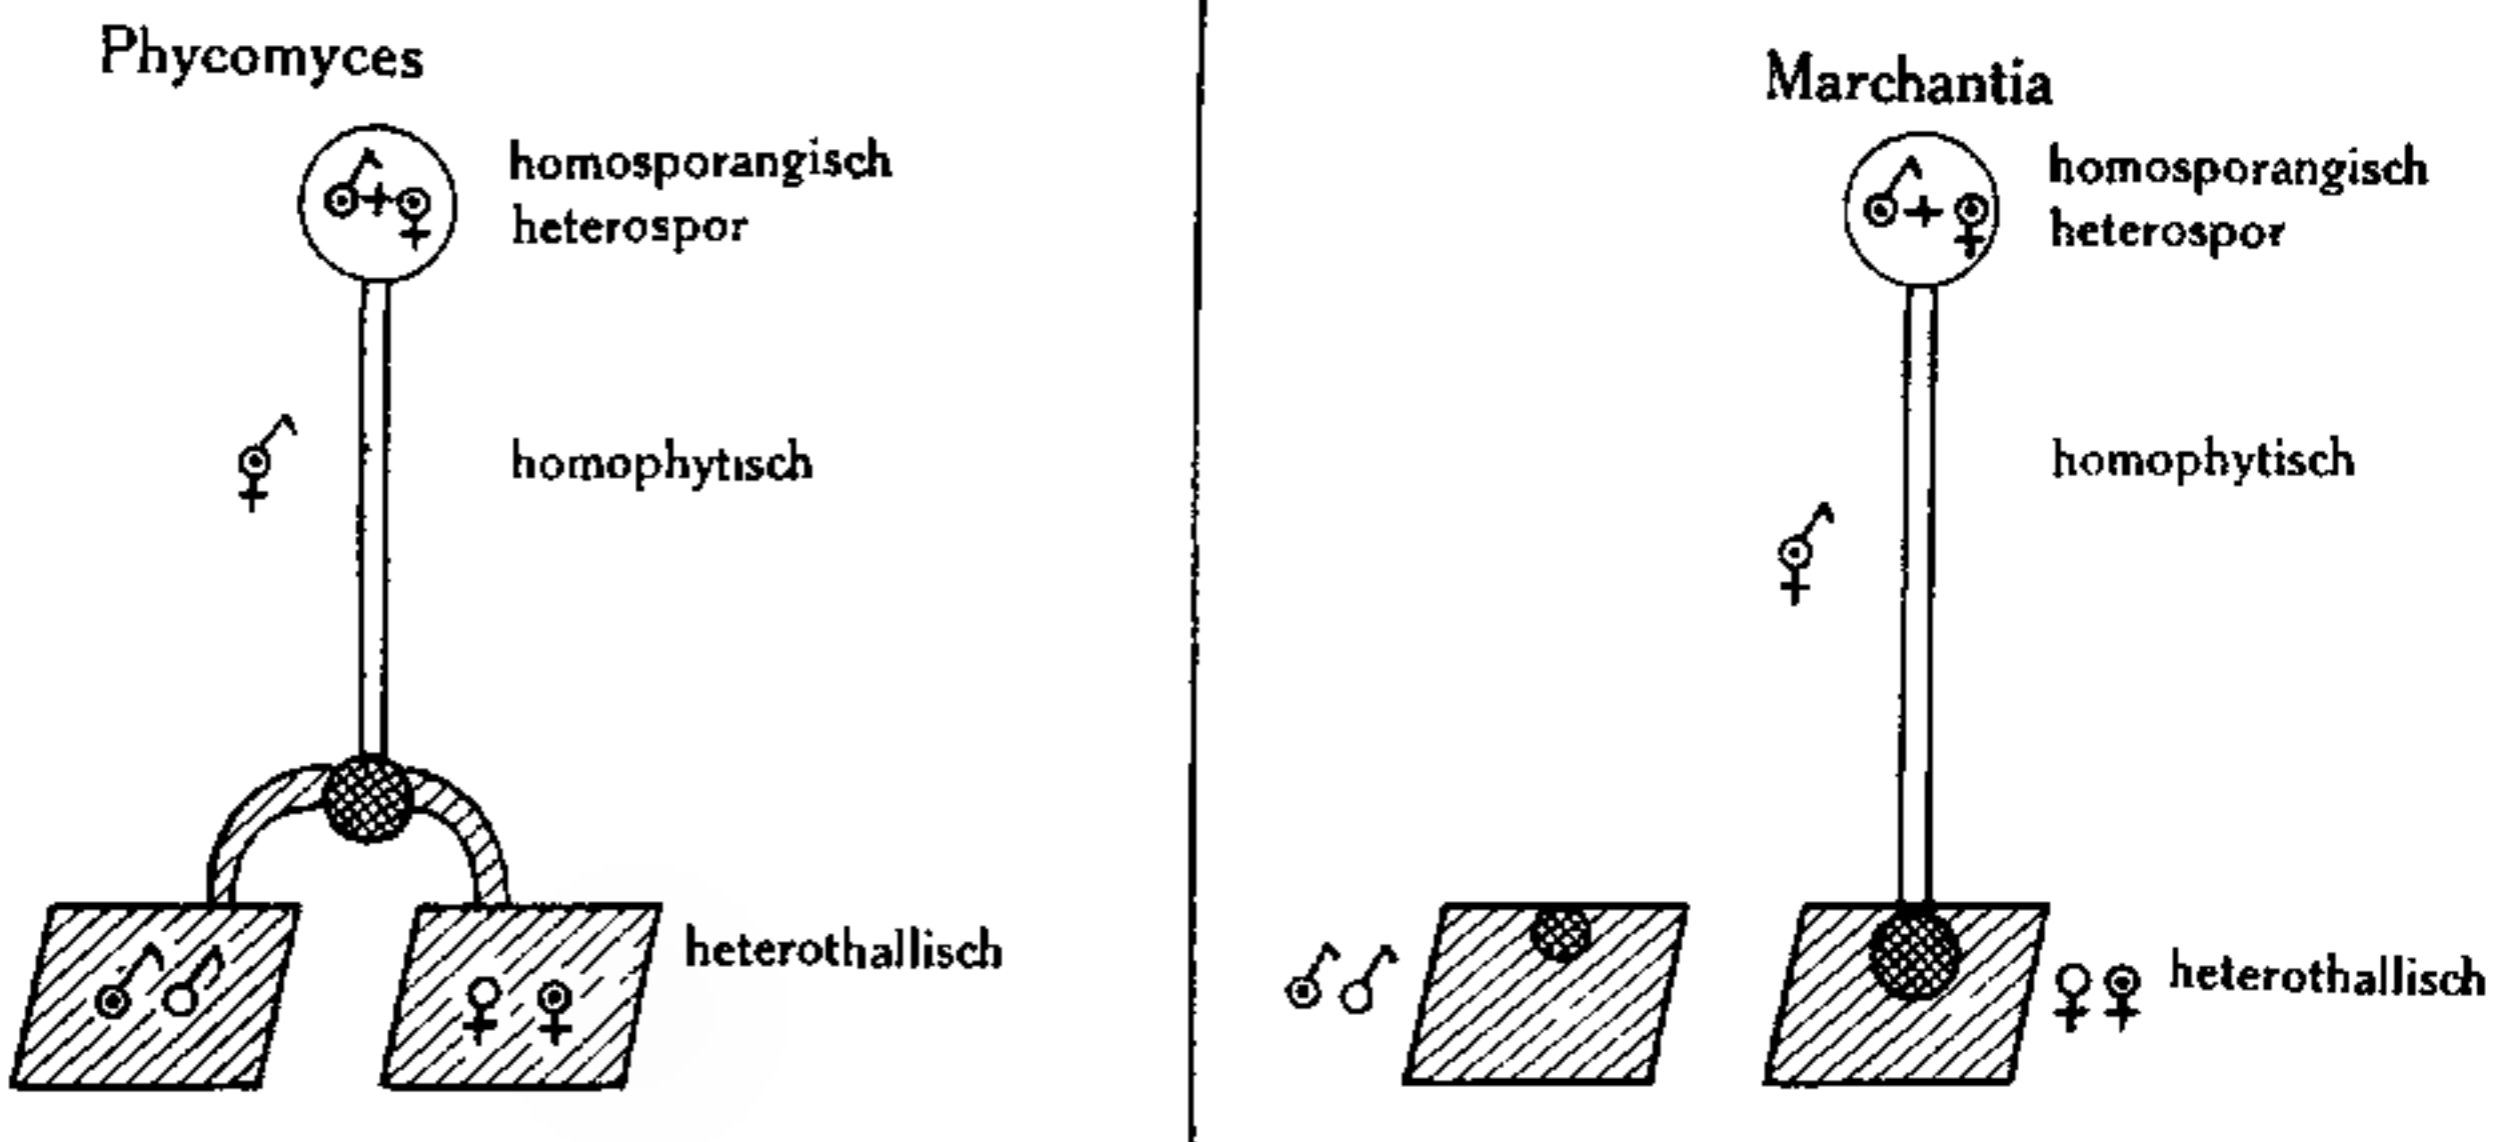 Phycomyces
homosporangisch
heterospor
homophytisch
heterothallisch
Marchantia
homosporangisch
heterospor
homophytisch
heterothallisch